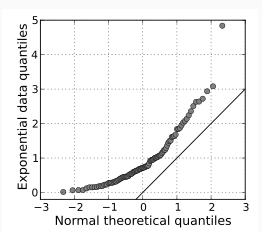 Exponential data quantiles
5
4
3
2
1
0
−3 −2 −1 0 1 2 3
Normal theoretical quantiles